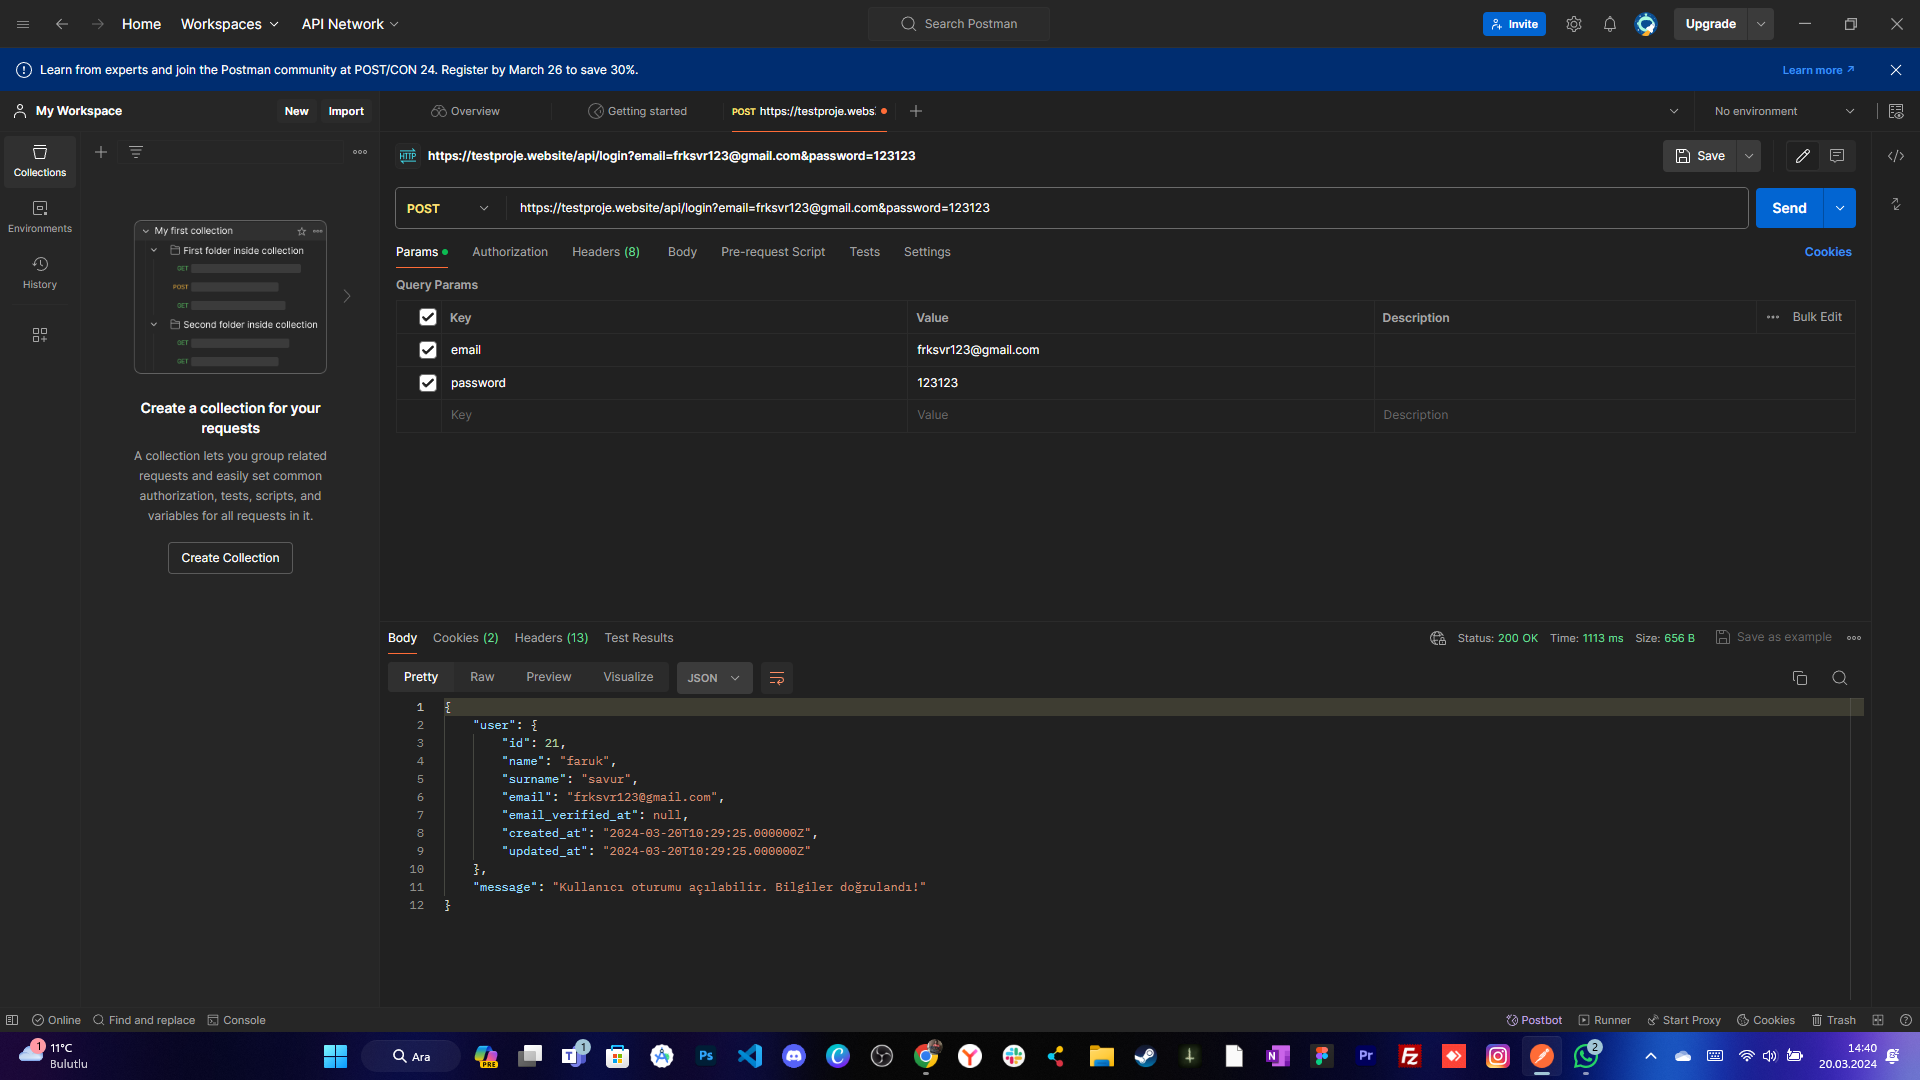 Home Workspaces API Network Search Postman Invite Upgrade
Learn from experts and join the Postman community at POST/CON 24. Register by March 26 to save 30%. Learn more
My Workspace New Import Overview Getting started POST https://testproje.webs No environment
Collections
Environments
History
My first collection
First folder inside collection
GET
POST
GET
Second folder inside collection
GET
GET
Create a collection for your
requests
A collection lets you group related
requests and easily set common
authorization, tests, scripts, and
variables for all requests in it.
Create Collection
HTTP https://testproje.website/api/login?email=frksvr123@gmail.com&password=123123 Save
POST https://testproje.website/api/login?email=frksvr123@gmail.com&password=123123 Send
Params Authorization Headers (8) Body Pre-request Script Tests Settings Cookies
Query Params
Key Value Description Bulk Edit
email frksvr123@gmail.com
password 123123
Key Value Description
Body Cookies (2) Headers (13) Test Results Status: 200 OK Time: 1113 ms Size: 656 B Save as example
Pretty Raw Preview Visualize JSON
1 {
2 "user": {
3 "id": 21,
4 "name": "faruk",
5 "surname": "savur",
6 "email": "frksvr123@gmail.com",
7 "email_verified_at": null,
8 "created_at": "2024-03-20T10:29:25.000000Z",
9 "updated_at": "2024-03-20T10:29:25.000000Z"
10 },
11 "message": "Kullanıcı oturumu açılabilir. Bilgiler doğrulandı!"
12 }
Online Find and replace Console Postbot Runner Start Proxy Cookies Trash
1 11°C
Bulutlu
Ara
PRE
1
Ps
Pr
2
14:40
20.03.2024